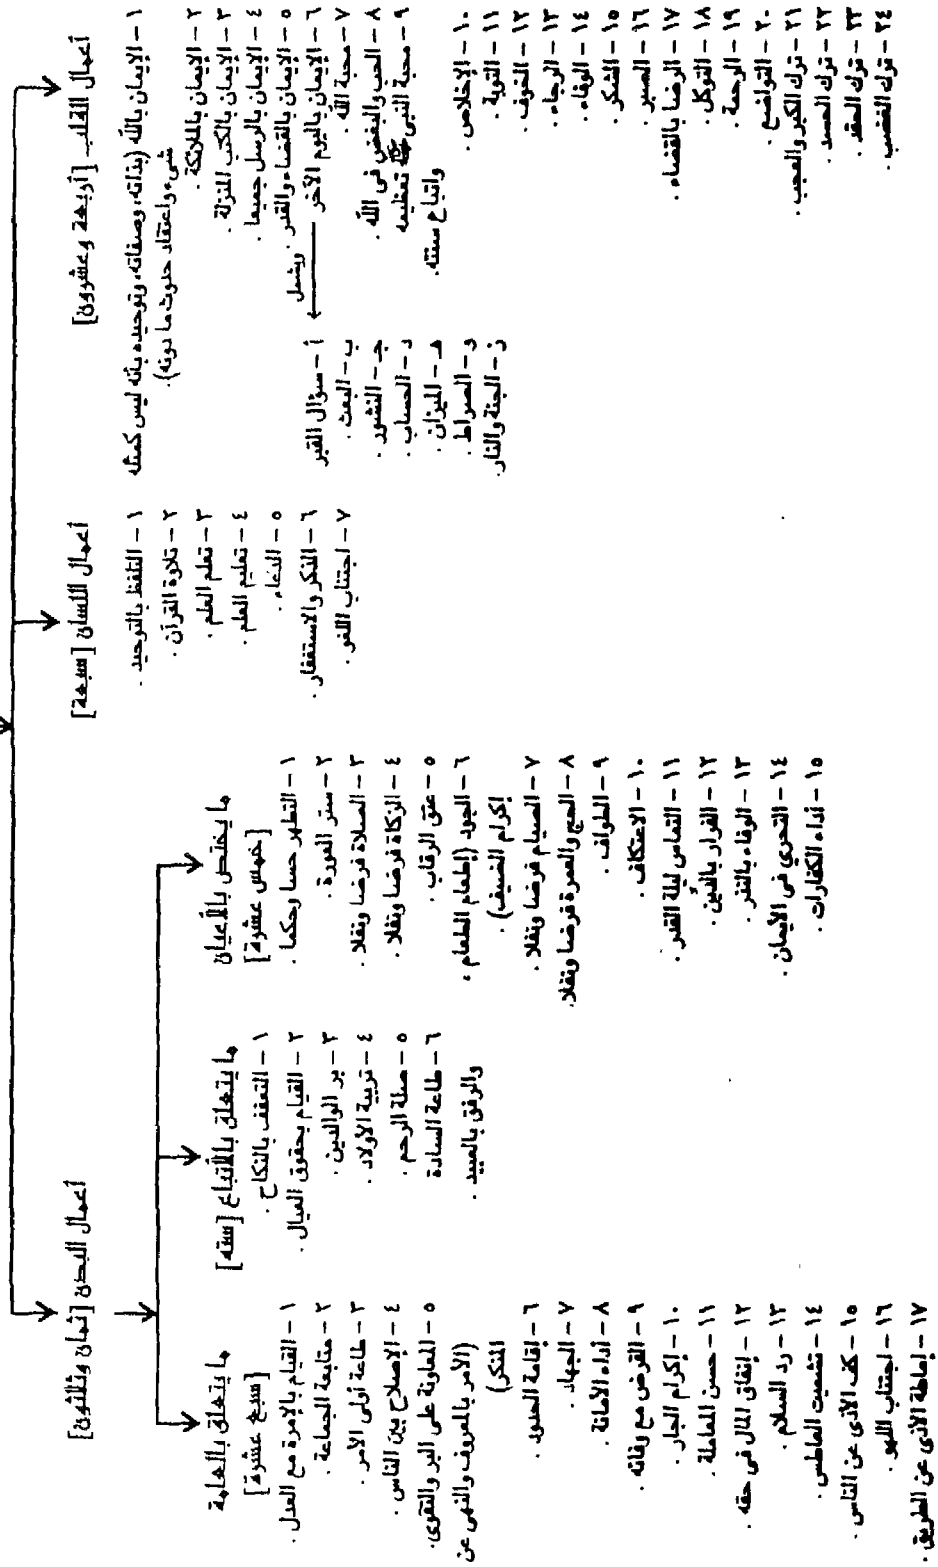 أعمال القلب [أربعة وعشرون]
١ - الإيمان بالله (بذاته، وصفاته، وتوحيده بأنه ليس كمثله
شىء واعتقاد حدوث ما دونه).
٢ - الإيمان بالملائكة.
٣ - الإيمان بالكتب المنزلة.
٤ - الإيمان بالرسل جميعا.
٥ - الإيمان بالقضاء والقدر.
٦ - الإيمان باليوم الآخر
ويشمل
أ - سؤال القبر
ب - البعث.
جـ - النشور.
د - الحساب.
هـ - الميزان.
و - الصراط.
ز - الجنة والنار.
٧ - محبة الله.
٨ - الحب والبغض فى الله.
٩ - محبة النبى ﷺ تعظيمه
واتباع سنته.
١٠ - الإخلاص.
١١ - التوبة.
١٢ - الخوف.
١٣ - الرجاء.
١٤ - الوفاء.
١٥ - الشكر.
١٦ - الصبر.
١٧ - الرضا بالقضاء.
١٨ - التوكل.
١٩ - الرحمة.
٢٠ - التواضع.
٢١ - ترك الكبر والعجب.
٢٢ - ترك الحسد.
٢٣ - ترك الحقد.
٢٤ - ترك الغضب.
أعمال اللسان [سبعة]
١ - التلفظ بالتوحيد.
٢ - تلاوة القرآن.
٣ - تعلم العلم.
٤ - تعليم العلم.
٥ - الدعاء.
٦ - الذكر والاستغفار.
٧ - اجتناب اللغو.
أعمال البدن [ثمان وثلاثون]
ما يختص بالأعيان
[خمس عشرة]
١ - التطهر حسا وحكما.
٢ - ستر العورة.
٣ - الصلاة فرضا ونفلا.
٤ - الزكاة فرضا ونفلا.
٥ - عتق الرقاب.
٦ - الجود (إطعام الطعام،
إكرام الضيف).
٧ - الصيام فرضا ونفلا.
٨ - الحج والعمرة فرضا ونفلا.
٩ - الطواف.
١٠ - الاعتكاف.
١١ - التماس ليلة القدر.
١٢ - الفرار بالدِّين.
١٣ - الوفاء بالنذر.
١٤ - التحرى فى الأيمان.
١٥ - أداء الكفارات.
ما يتعلق بالأتباع [سته]
١ - التعفف بالنكاح.
٢ - القيام بحقوق العيال.
٣ - بر الوالدين.
٤ - تربية الأولاد.
٥ - صلة الرحم.
٦ - طاعة السادة
والرفق بالعبيد.
ما يتعلق بالعامة
[سبع عشرة]
١ - القيام بالإمرة مع العدل.
٢ - متابعة الجماعة.
٣ - طاعة أولى الأمر.
٤ - الإصلاح بين الناس.
٥ - المعاونة على البر والتقوى.
(الأمر بالمعروف والنهى عن
المنكر)
٦ - إقامة الحدود.
٧ - الجهاد.
٨ - أداء الأمانة.
٩ - القرض مع وفائه.
١٠ - إكرام الجار.
١١ - حسن المعاملة.
١٢ - إنفاق المال فى حقه.
١٣ - رد السلام.
١٤ - تشميت العاطس.
١٥ - كف الأذى عن الناس.
١٦ - اجتناب اللهو.
١٧ - إماطة الأذى عن الطريق.